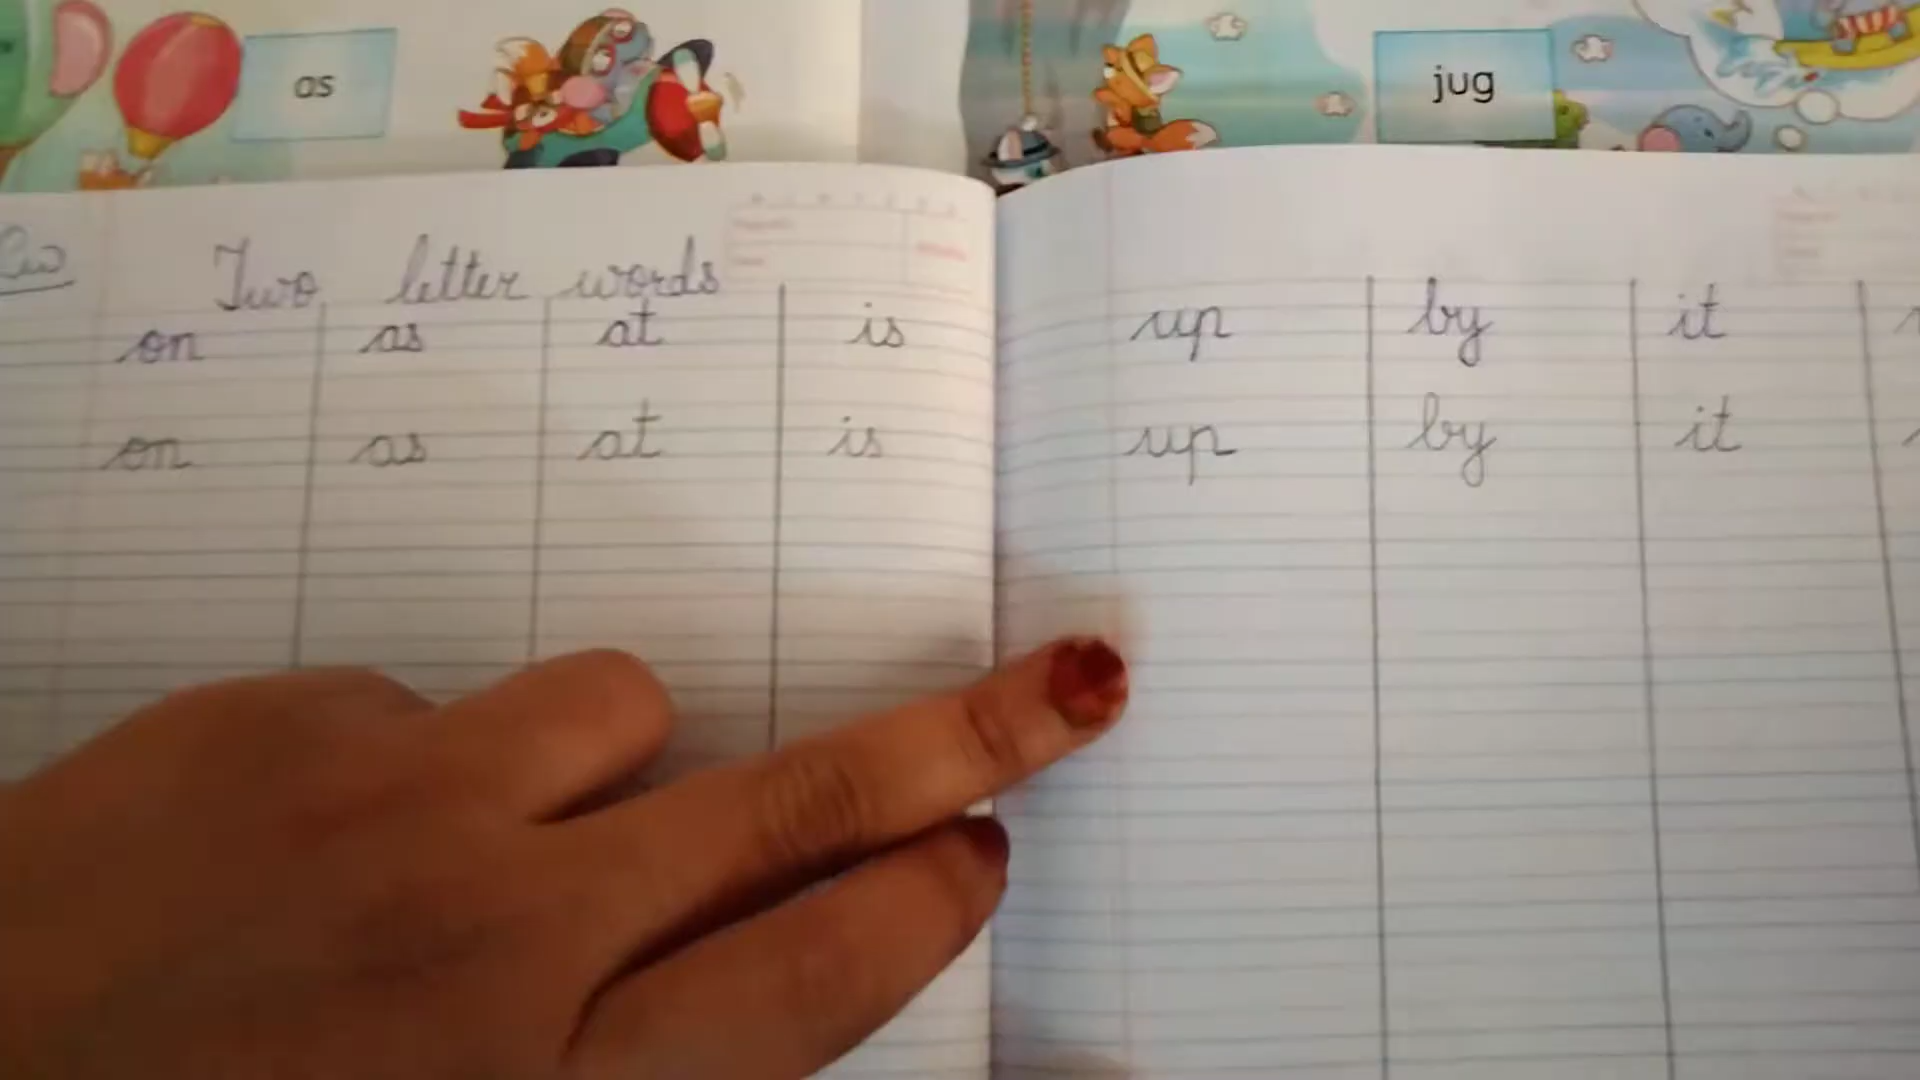 as
jug
Cw
Two letter words
on as at is
on as at is
up by it
up by it